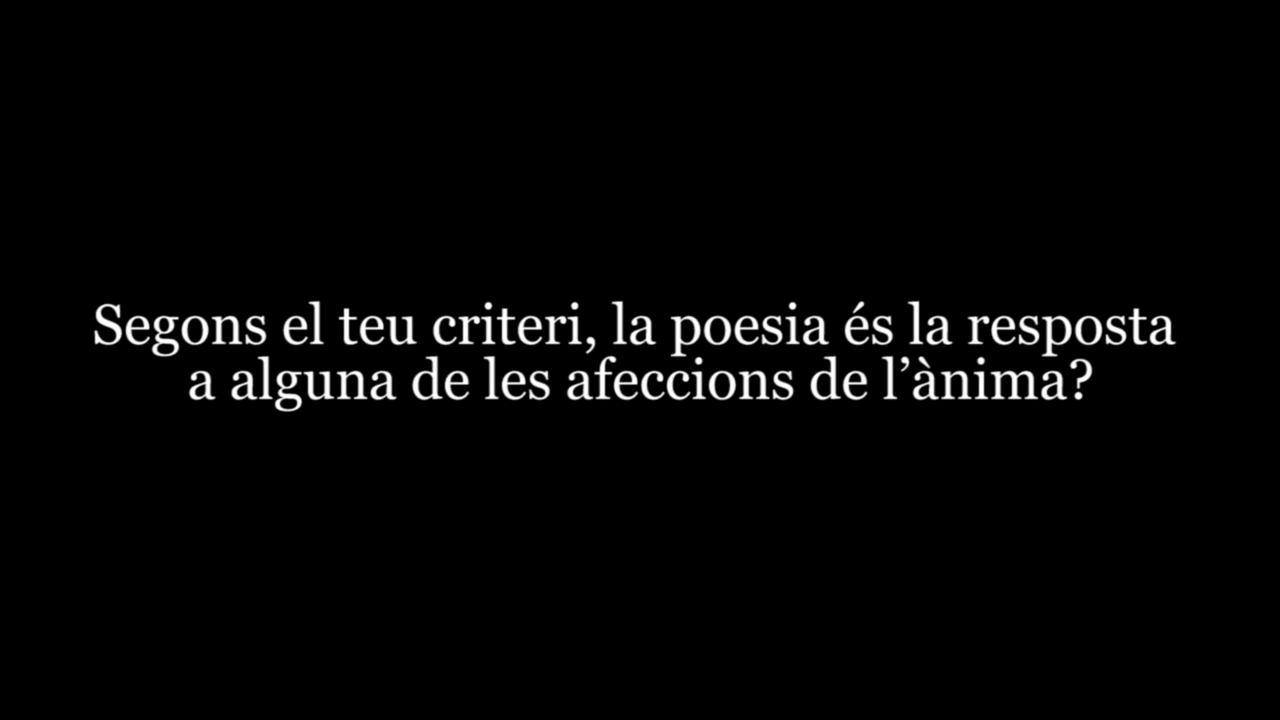 Segons el teu criteri, la poesia és la resposta
a alguna de les afeccions de l’ànima?